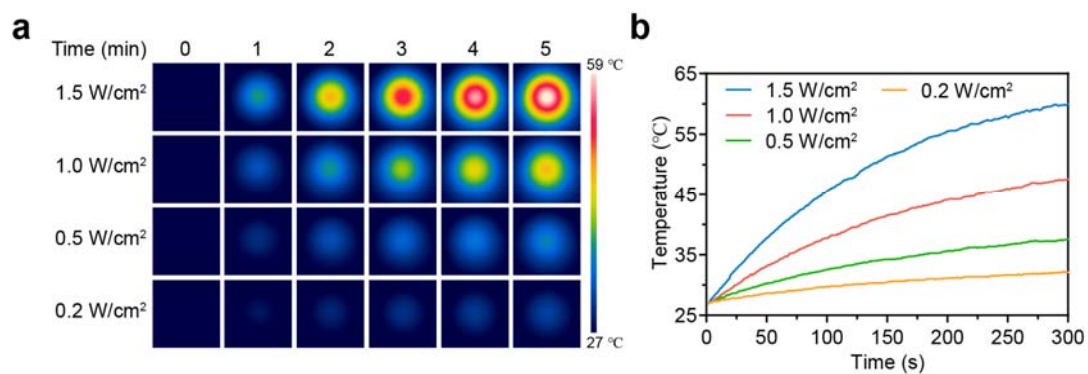 a
Time (min) 0 1 2 3 4 5
1.5 W/cm²
1.0 W/cm²
0.5 W/cm²
0.2 W/cm²
59 ℃
27 ℃
b
Temperature (℃)
65
55
45
35
25
1.5 W/cm² 0.2 W/cm²
1.0 W/cm²
0.5 W/cm²
0 50 100 150 200 250 300
Time (s)